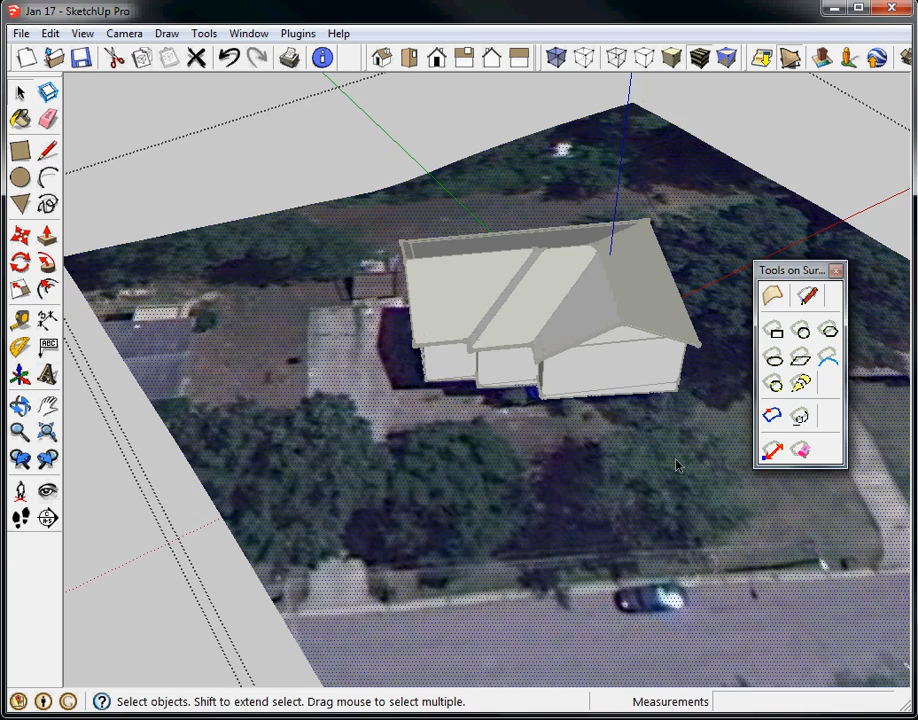 Jan 17 - SketchUp Pro
File Edit View Camera Draw Tools Window Plugins Help
Tools on Sur...
ABC
Select objects. Shift to extend select. Drag mouse to select multiple.
Measurements